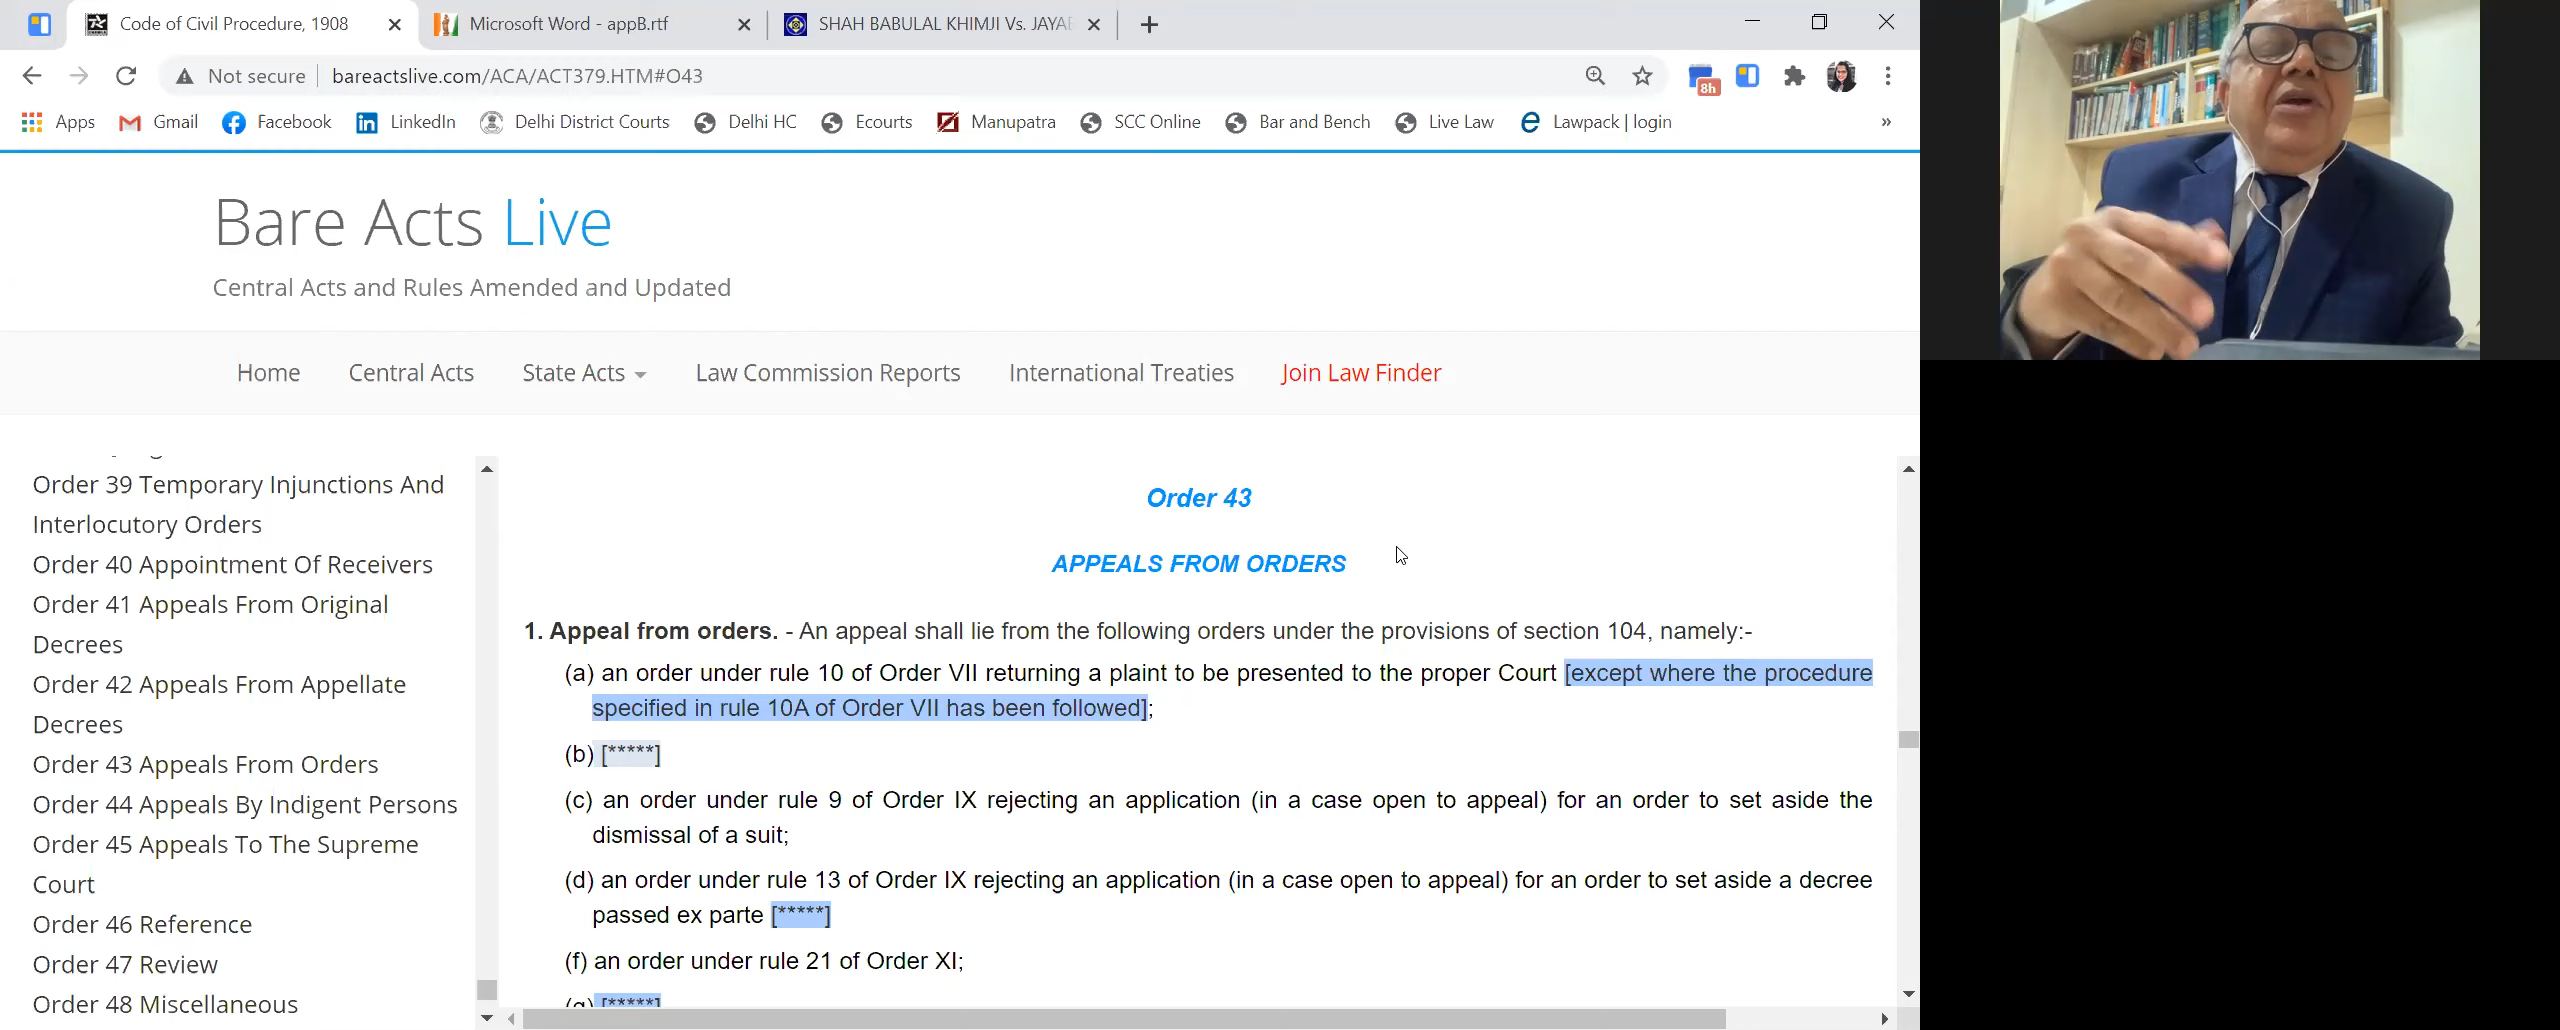 Code of Civil Procedure, 1908
Microsoft Word - appB.rtf
SHAH BABULAL KHIMJI Vs. JAYAB
Not secure
bareactslive.com/ACA/ACT379.HTM#O43
8h
Apps
Gmail
Facebook
LinkedIn
Delhi District Courts
Delhi HC
Ecourts
Manupatra
SCC Online
Bar and Bench
Live Law
Lawpack | login
»
Bare Acts Live
Central Acts and Rules Amended and Updated
Home
Central Acts
State Acts
Law Commission Reports
International Treaties
Join Law Finder
Order 39 Temporary Injunctions And
Interlocutory Orders
Order 40 Appointment Of Receivers
Order 41 Appeals From Original
Decrees
Order 42 Appeals From Appellate
Decrees
Order 43 Appeals From Orders
Order 44 Appeals By Indigent Persons
Order 45 Appeals To The Supreme
Court
Order 46 Reference
Order 47 Review
Order 48 Miscellaneous
Order 43
APPEALS FROM ORDERS
1. Appeal from orders. - An appeal shall lie from the following orders under the provisions of section 104, namely:-
(a) an order under rule 10 of Order VII returning a plaint to be presented to the proper Court [except where the procedure
specified in rule 10A of Order VII has been followed];
(b) [*****]
(c) an order under rule 9 of Order IX rejecting an application (in a case open to appeal) for an order to set aside the
dismissal of a suit;
(d) an order under rule 13 of Order IX rejecting an application (in a case open to appeal) for an order to set aside a decree
passed ex parte [*****]
(f) an order under rule 21 of Order XI;
(g) [*****]